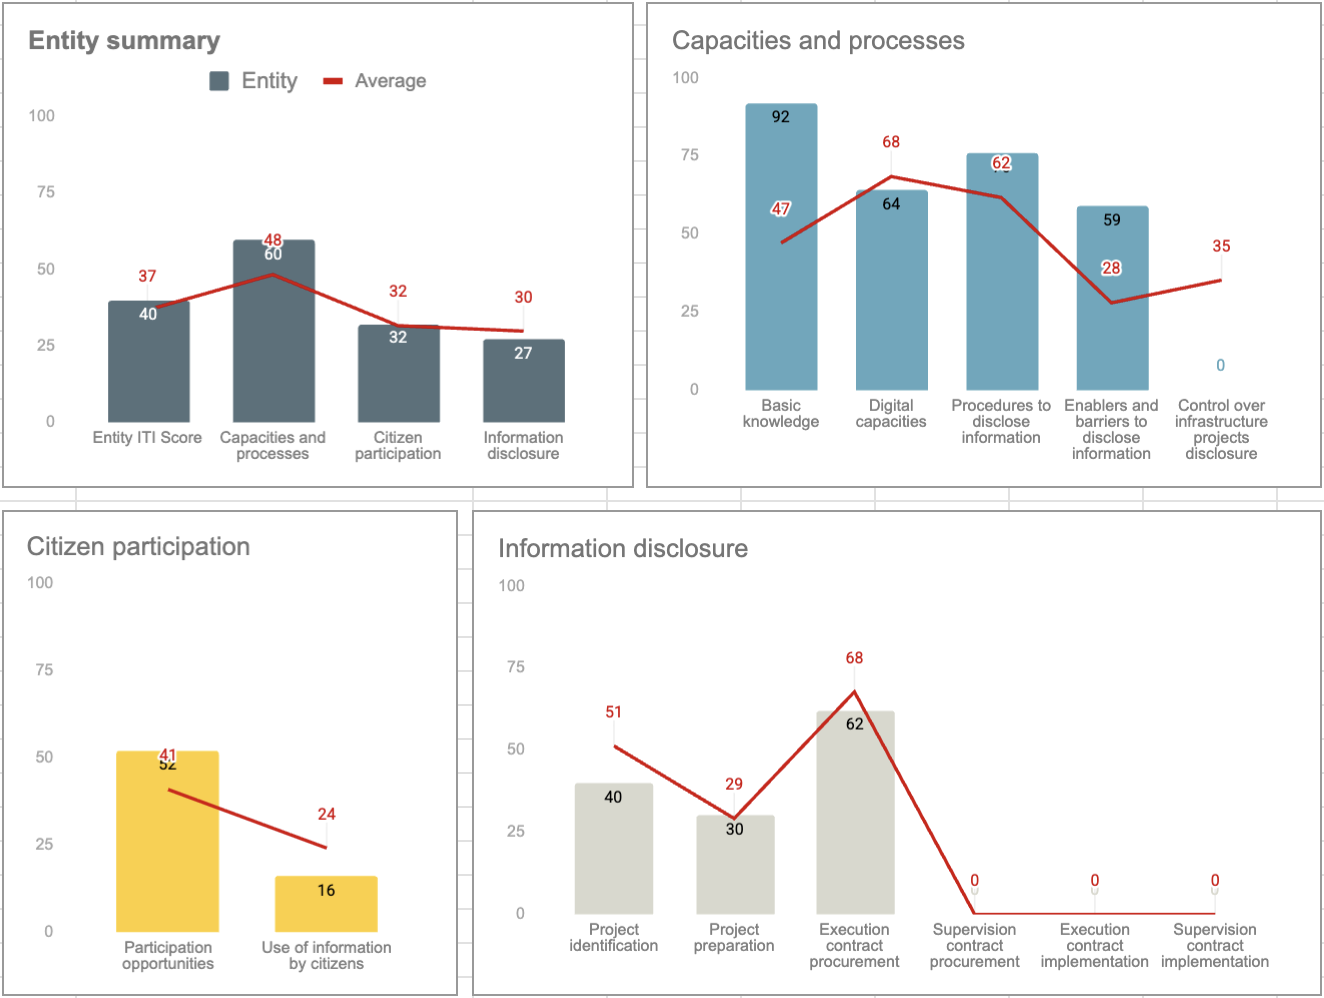 Entity summary
Entity
Average
100
75
50
25
0
37
40
48
60
32
32
30
27
Entity ITI Score
Capacities and
processes
Citizen
participation
Information
disclosure
Capacities and processes
100
75
50
25
0
92
47
68
64
62
59
28
35
0
Basic
knowledge
Digital
capacities
Procedures to
disclose
information
Enablers and
barriers to
disclose
information
Control over
infrastructure
projects
disclosure
Citizen participation
100
75
50
25
0
41
52
24
16
Participation
opportunities
Use of information
by citizens
Information disclosure
100
75
50
25
0
51
40
29
30
68
62
0
0
0
Project
identification
Project
preparation
Execution
contract
procurement
Supervision
contract
procurement
Execution
contract
implementation
Supervision
contract
implementation